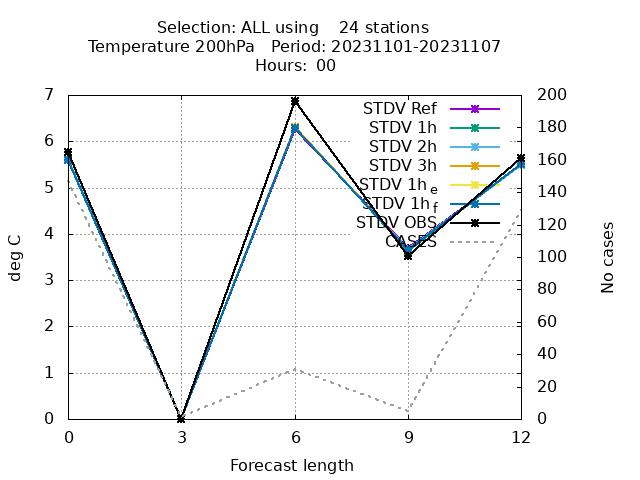 Selection: ALL using    24 stations
Temperature 200hPa   Period: 20231101-20231107
Hours:  00
7
6
5
4
3
2
1
0
deg C
200
180
160
140
120
100
80
60
40
20
0
No cases
STDV Ref
STDV 1h
STDV 2h
STDV 3h
STDV 1h e
STDV 1h f
STDV OBS
CASES
0 3 6 9 12
Forecast length